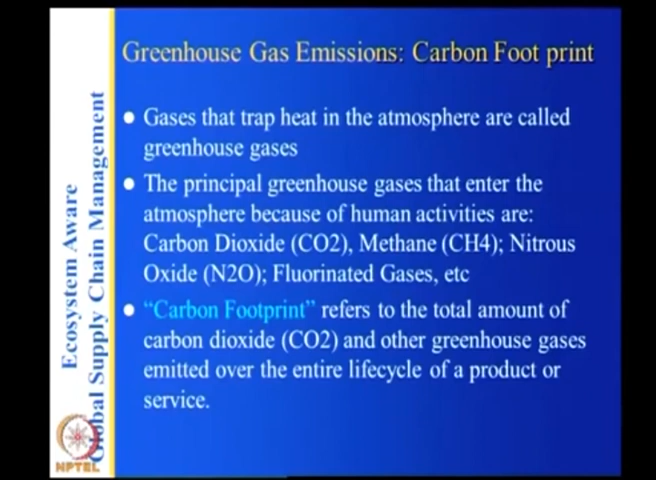 Greenhouse Gas Emissions: Carbon Foot print
Gases that trap heat in the atmosphere are called
greenhouse gases
The principal greenhouse gases that enter the
atmosphere because of human activities are:
Carbon Dioxide (CO2), Methane (CH4); Nitrous
Oxide (N2O); Fluorinated Gases, etc
"Carbon Footprint" refers to the total amount of
carbon dioxide (CO2) and other greenhouse gases
emitted over the entire lifecycle of a product or
service.
Ecosystem Aware
Global Supply Chain Management
NPTEL